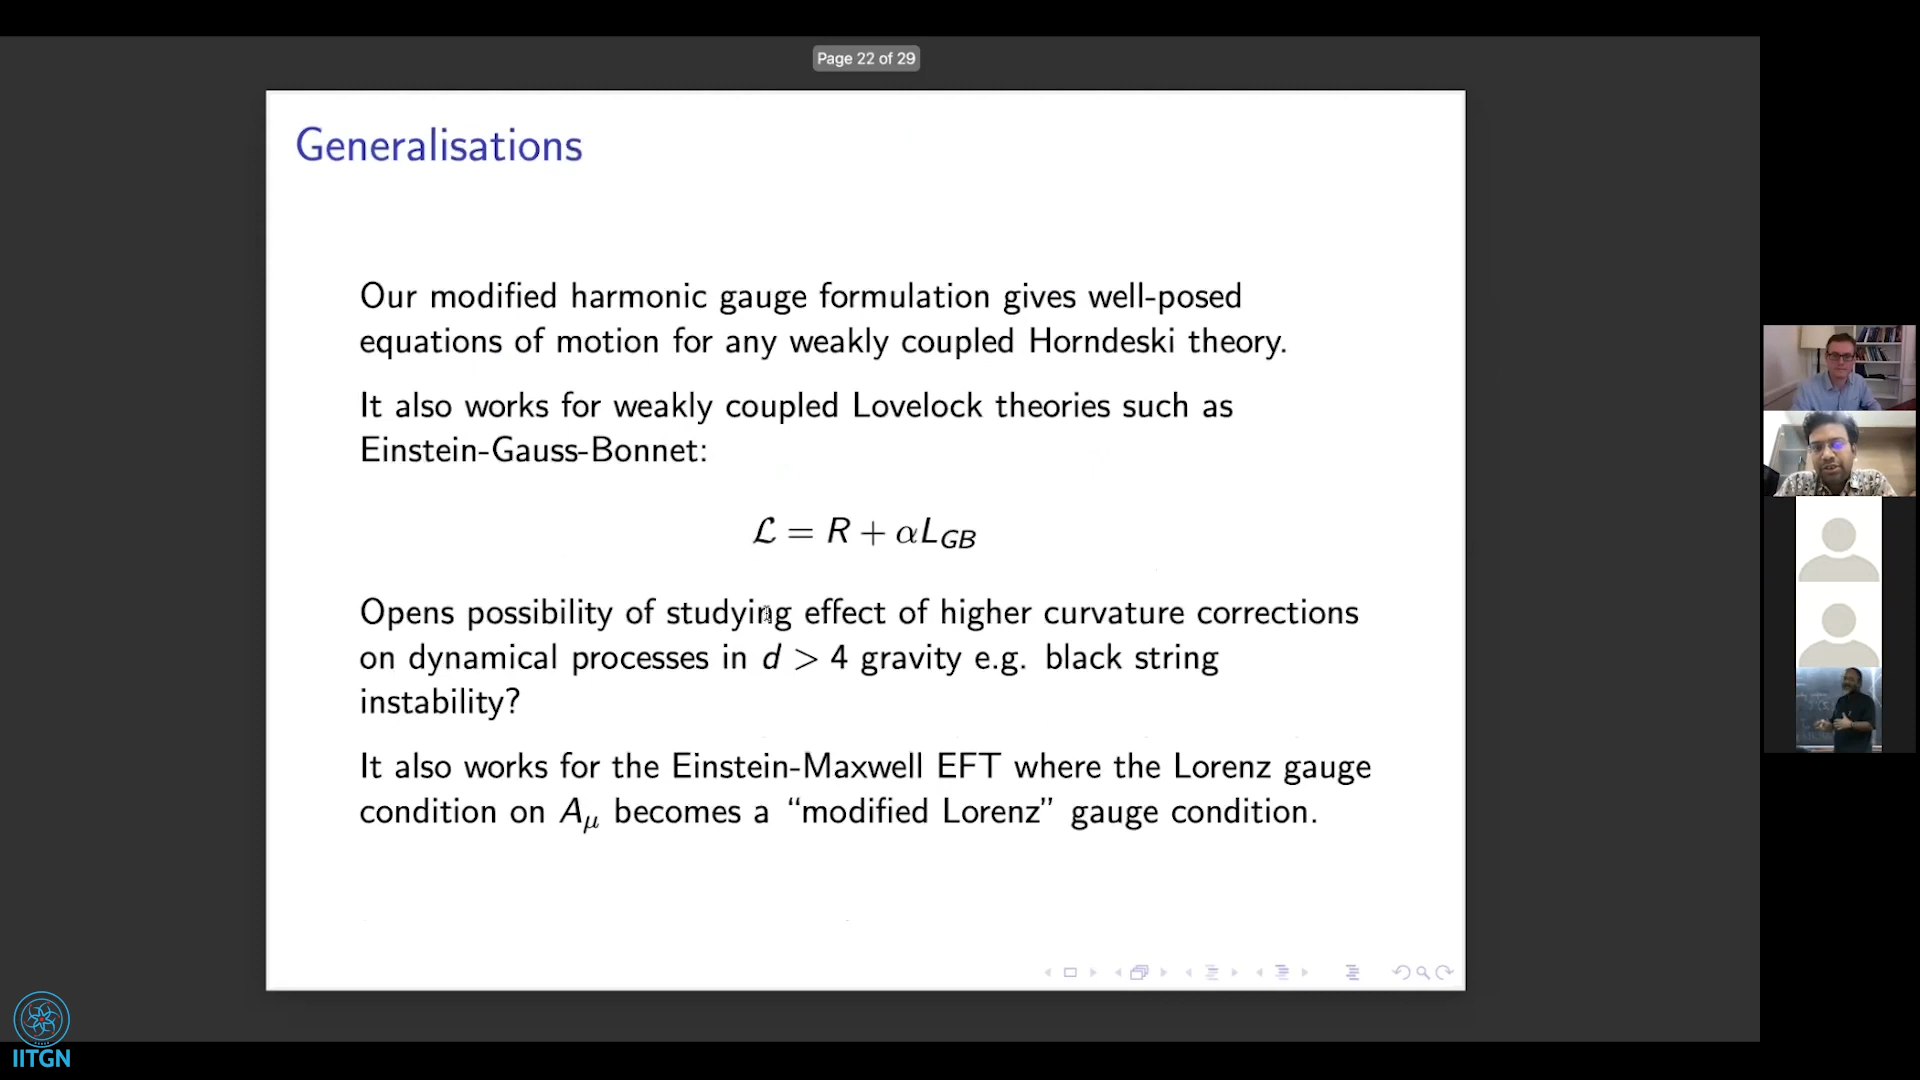 Page 22 of 29
Generalisations
Our modified harmonic gauge formulation gives well-posed
equations of motion for any weakly coupled Horndeski theory.
It also works for weakly coupled Lovelock theories such as
Einstein-Gauss-Bonnet:
ℒ = R + αL_{GB}
Opens possibility of studying effect of higher curvature corrections
on dynamical processes in d > 4 gravity e.g. black string
instability?
It also works for the Einstein-Maxwell EFT where the Lorenz gauge
condition on A_μ becomes a “modified Lorenz” gauge condition.
IITGN